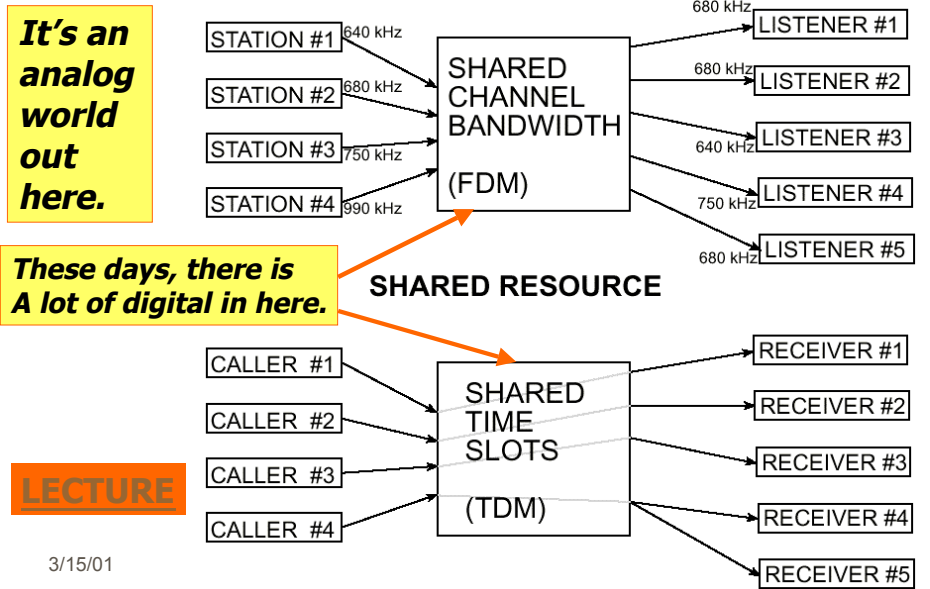 It's an
analog
world
out
here.
STATION #1
640 kHz
STATION #2
680 kHz
STATION #3
750 kHz
STATION #4
990 kHz
SHARED
CHANNEL
BANDWIDTH
(FDM)
680 kHz
LISTENER #1
680 kHz
LISTENER #2
640 kHz
LISTENER #3
750 kHz
LISTENER #4
680 kHz
LISTENER #5
These days, there is
A lot of digital in here.
SHARED RESOURCE
CALLER #1
CALLER #2
CALLER #3
CALLER #4
SHARED
TIME
SLOTS
(TDM)
RECEIVER #1
RECEIVER #2
RECEIVER #3
RECEIVER #4
RECEIVER #5
LECTURE
3/15/01